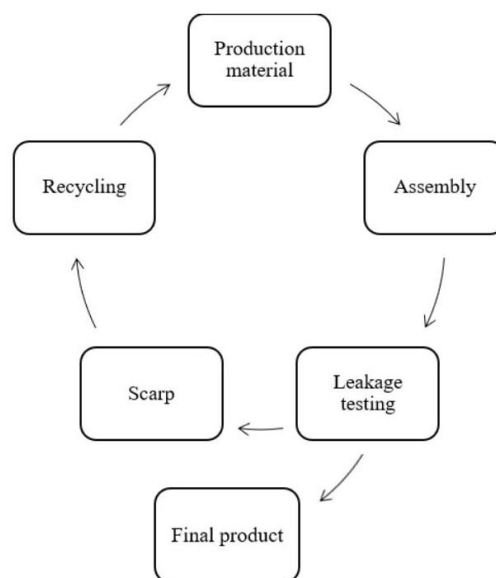 Production
material
Recycling
Assembly
Scarp
Leakage
testing
Final product